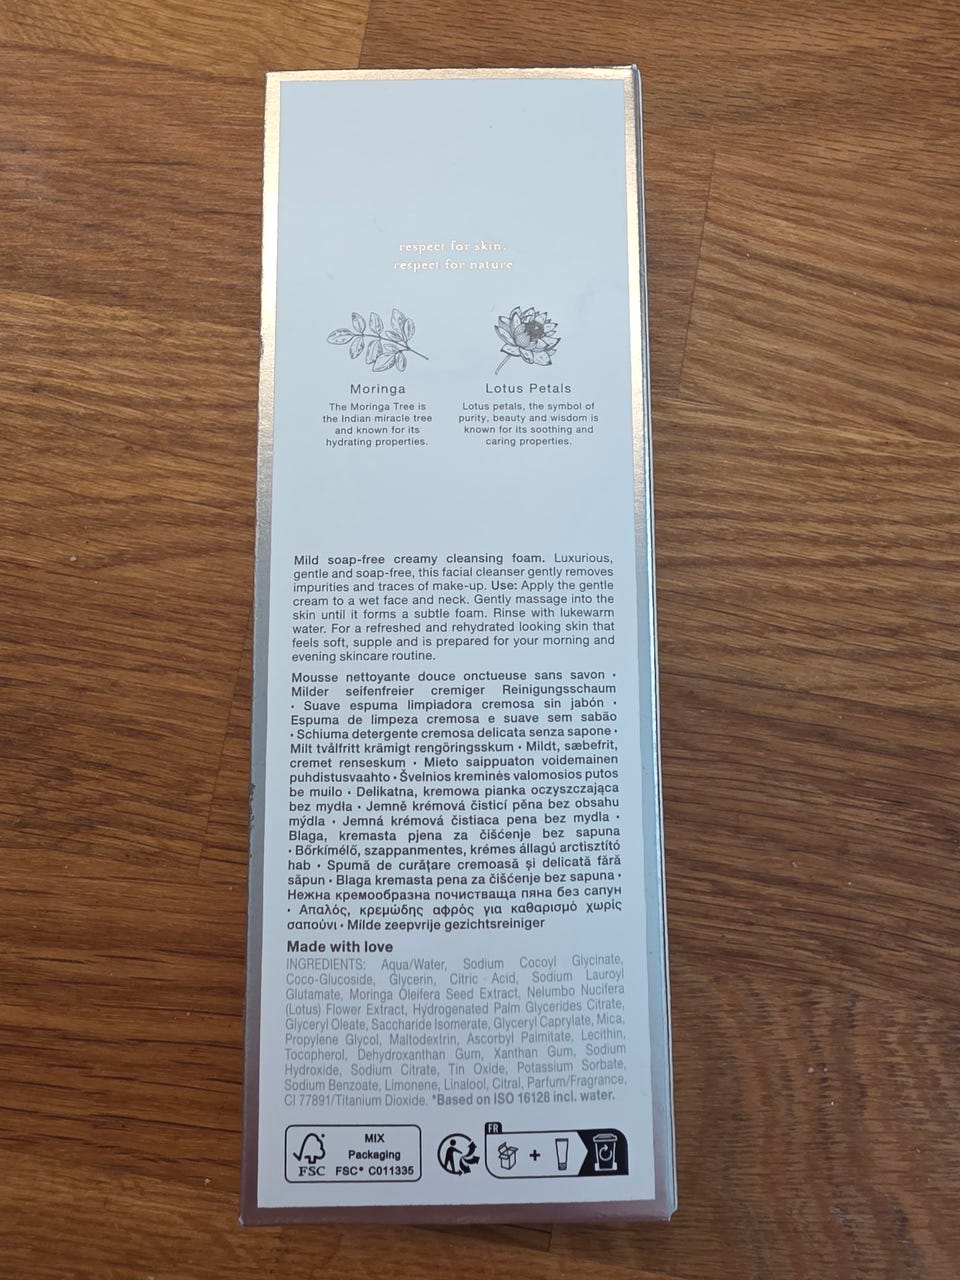 respect for skin.
respect for nature
Moringa
The Moringa Tree is
the Indian miracle tree
and known for its
hydrating properties.
Lotus Petals
Lotus petals, the symbol of
purity, beauty and wisdom is
known for its soothing and
caring properties.
Mild soap-free creamy cleansing foam. Luxurious,
gentle and soap-free, this facial cleanser gently removes
impurities and traces of make-up. Use: Apply the gentle
cream to a wet face and neck. Gently massage into the
skin until it forms a subtle foam. Rinse with lukewarm
water. For a refreshed and rehydrated looking skin that
feels soft, supple and is prepared for your morning and
evening skincare routine.
Mousse nettoyante douce onctueuse sans savon •
Milder seifenfreier cremiger Reinigungsschaum
• Suave espuma limpiadora cremosa sin jabón •
Espuma de limpeza cremosa e suave sem sabão
• Schiuma detergente cremosa delicata senza sapone •
Milt tvålfritt krämigt rengöringsskum • Mildt, sæbefrit,
cremet renseskum • Mieto saippuaton voidemainen
puhdistusvaahto • Švelnios kreminės valomosios putos
be muilo • Delikatna, kremowa pianka oczyszczająca
bez mydła • Jemně krémová čisticí pěna bez obsahu
mýdla • Jemná krémová čistiaca pena bez mydla •
Blaga, kremasta pjena za čišćenje bez sapuna
• Bőrkímélő, szappanmentes, krémes állagú arctisztító
hab • Spumă de curățare cremoasă și delicată fără
săpun • Blaga kremasta pena za čišćenje bez sapuna •
Нежна кремообразна почистваща пяна без сапун
• Απαλός, κρεμώδης αφρός για καθαρισμό χωρίς
σαπούνι • Milde zeepvrije gezichtsreiniger
Made with love
INGREDIENTS: Aqua/Water, Sodium Cocoyl Glycinate,
Coco-Glucoside, Glycerin, Citric Acid, Sodium Lauroyl
Glutamate, Moringa Oleifera Seed Extract, Nelumbo Nucifera
(Lotus) Flower Extract, Hydrogenated Palm Glycerides Citrate,
Glyceryl Oleate, Saccharide Isomerate, Glyceryl Caprylate, Mica,
Propylene Glycol, Maltodextrin, Ascorbyl Palmitate, Lecithin,
Tocopherol, Dehydroxanthan Gum, Xanthan Gum, Sodium
Hydroxide, Sodium Citrate, Tin Oxide, Potassium Sorbate,
Sodium Benzoate, Limonene, Linalool, Citral, Parfum/Fragrance,
CI 77891/Titanium Dioxide. *Based on ISO 16128 incl. water.
FSC
MIX
Packaging
FSC® C011335
FR
+